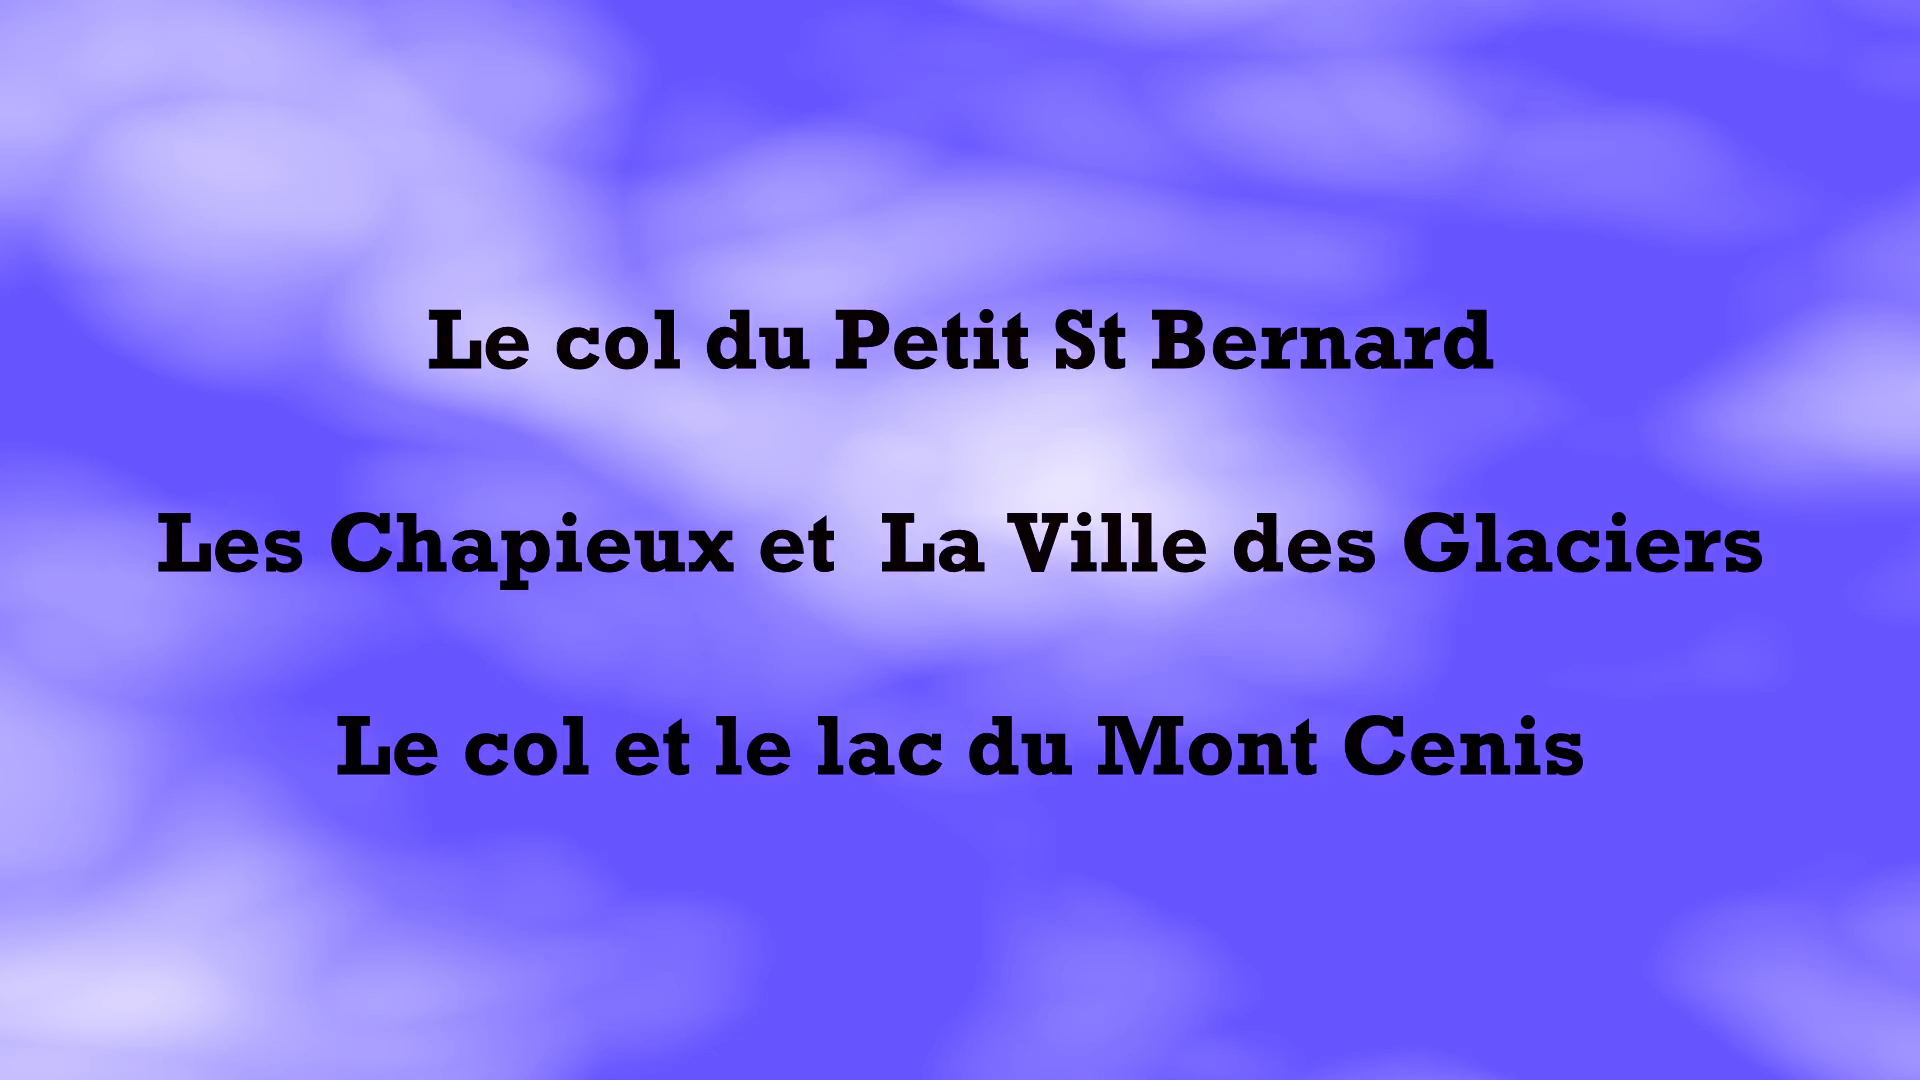 Le col du Petit St Bernard
Les Chapieux et  La Ville des Glaciers
Le col et le lac du Mont Cenis